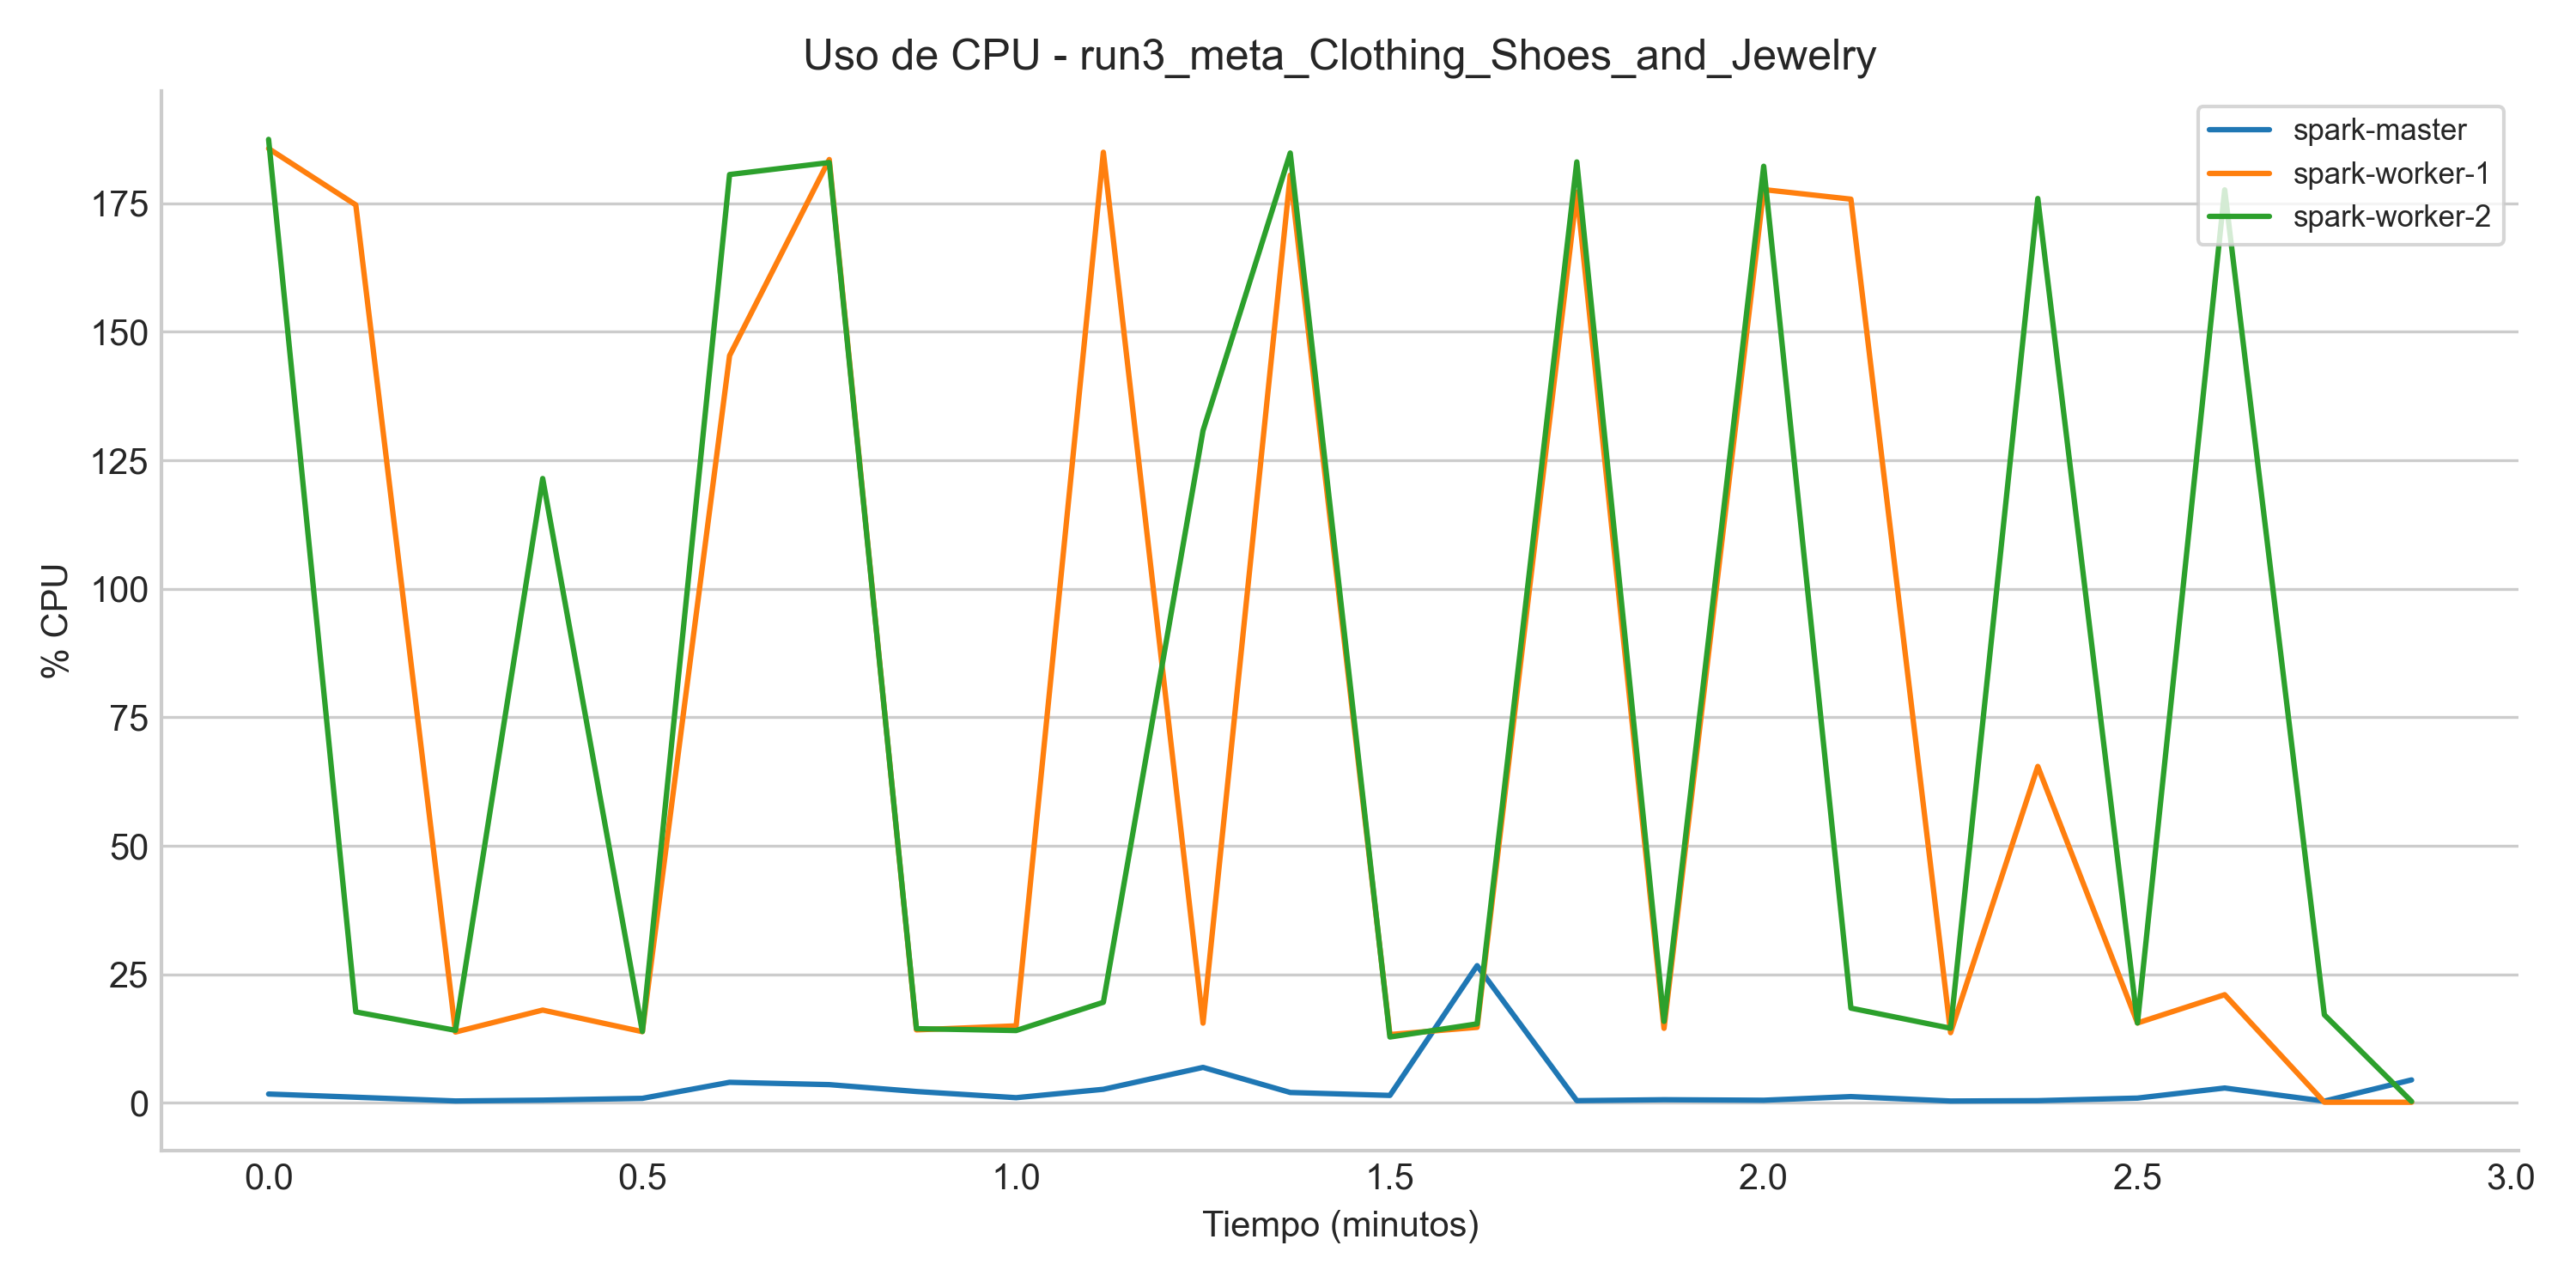 Uso de CPU - run3_meta_Clothing_Shoes_and_Jewelry
spark-master
spark-worker-1
spark-worker-2
% CPU
175
150
125
100
75
50
25
0
0.0 0.5 1.0 1.5 2.0 2.5 3.0
Tiempo (minutos)